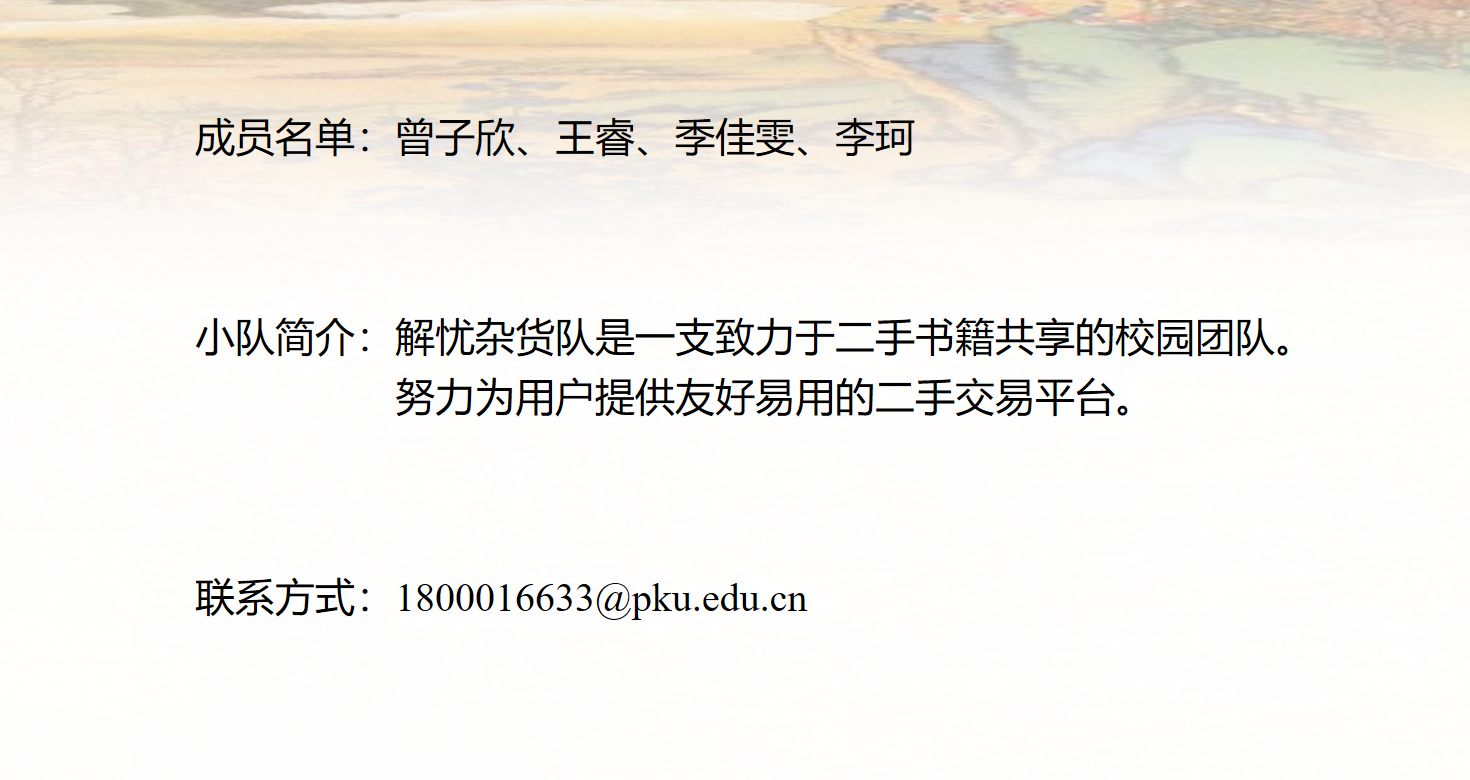 成员名单：曾子欣、王睿、季佳雯、李珂
小队简介：解忧杂货队是一支致力于二手书籍共享的校园团队。
努力为用户提供友好易用的二手交易平台。
联系方式：1800016633@pku.edu.cn